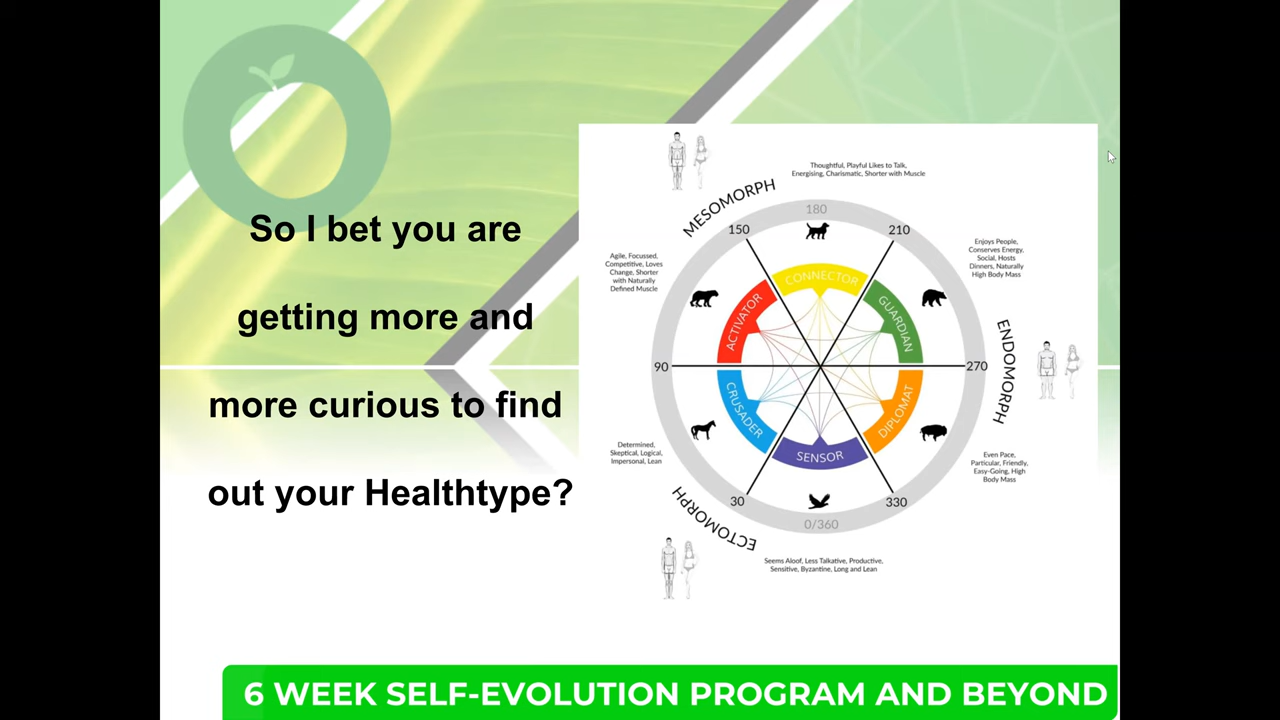 So I bet you are
getting more and
more curious to find
out your Healthtype?
Thoughtful, Playful Likes to Talk,
Energising, Charismatic, Shorter with Muscle
MESOMORPH
180
150
210
Agile, Focussed,
Competitive, Loves
Change, Shorter
with Naturally
Defined Muscle
Enjoys People,
Conserves Energy,
Social, Hosts
Dinners, Naturally
High Body Mass
CONNECTOR
ACTIVATOR
GUARDIAN
ENDOMORPH
90
270
CRUSADER
DIPLOMAT
SENSOR
Determined,
Skeptical, Logical,
Impersonal, Lean
Even Pace,
Particular, Friendly,
Easy-Going, High
Body Mass
30
330
ECTOMORPH
0/360
Seems Aloof, Less Talkative, Productive,
Sensitive, Byzantine, Long and Lean
6 WEEK SELF-EVOLUTION PROGRAM AND BEYOND